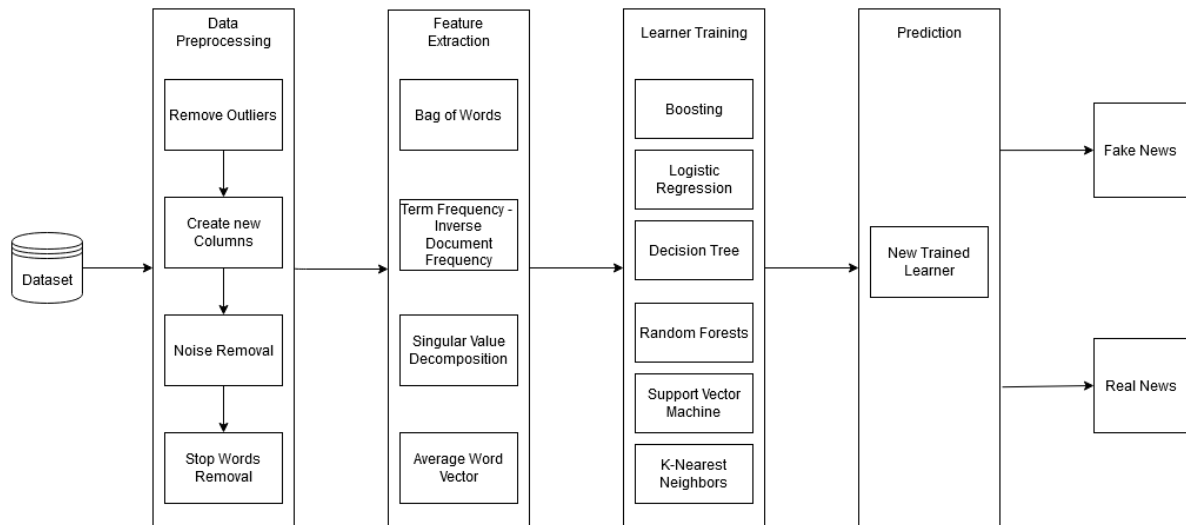 Dataset
Data
Preprocessing
Remove Outliers
Create new
Columns
Noise Removal
Stop Words
Removal
Feature
Extraction
Bag of Words
Term Frequency -
Inverse
Document
Frequency
Singular Value
Decomposition
Average Word
Vector
Learner Training
Boosting
Logistic
Regression
Decision Tree
Random Forests
Support Vector
Machine
K-Nearest
Neighbors
Prediction
New Trained
Learner
Fake News
Real News